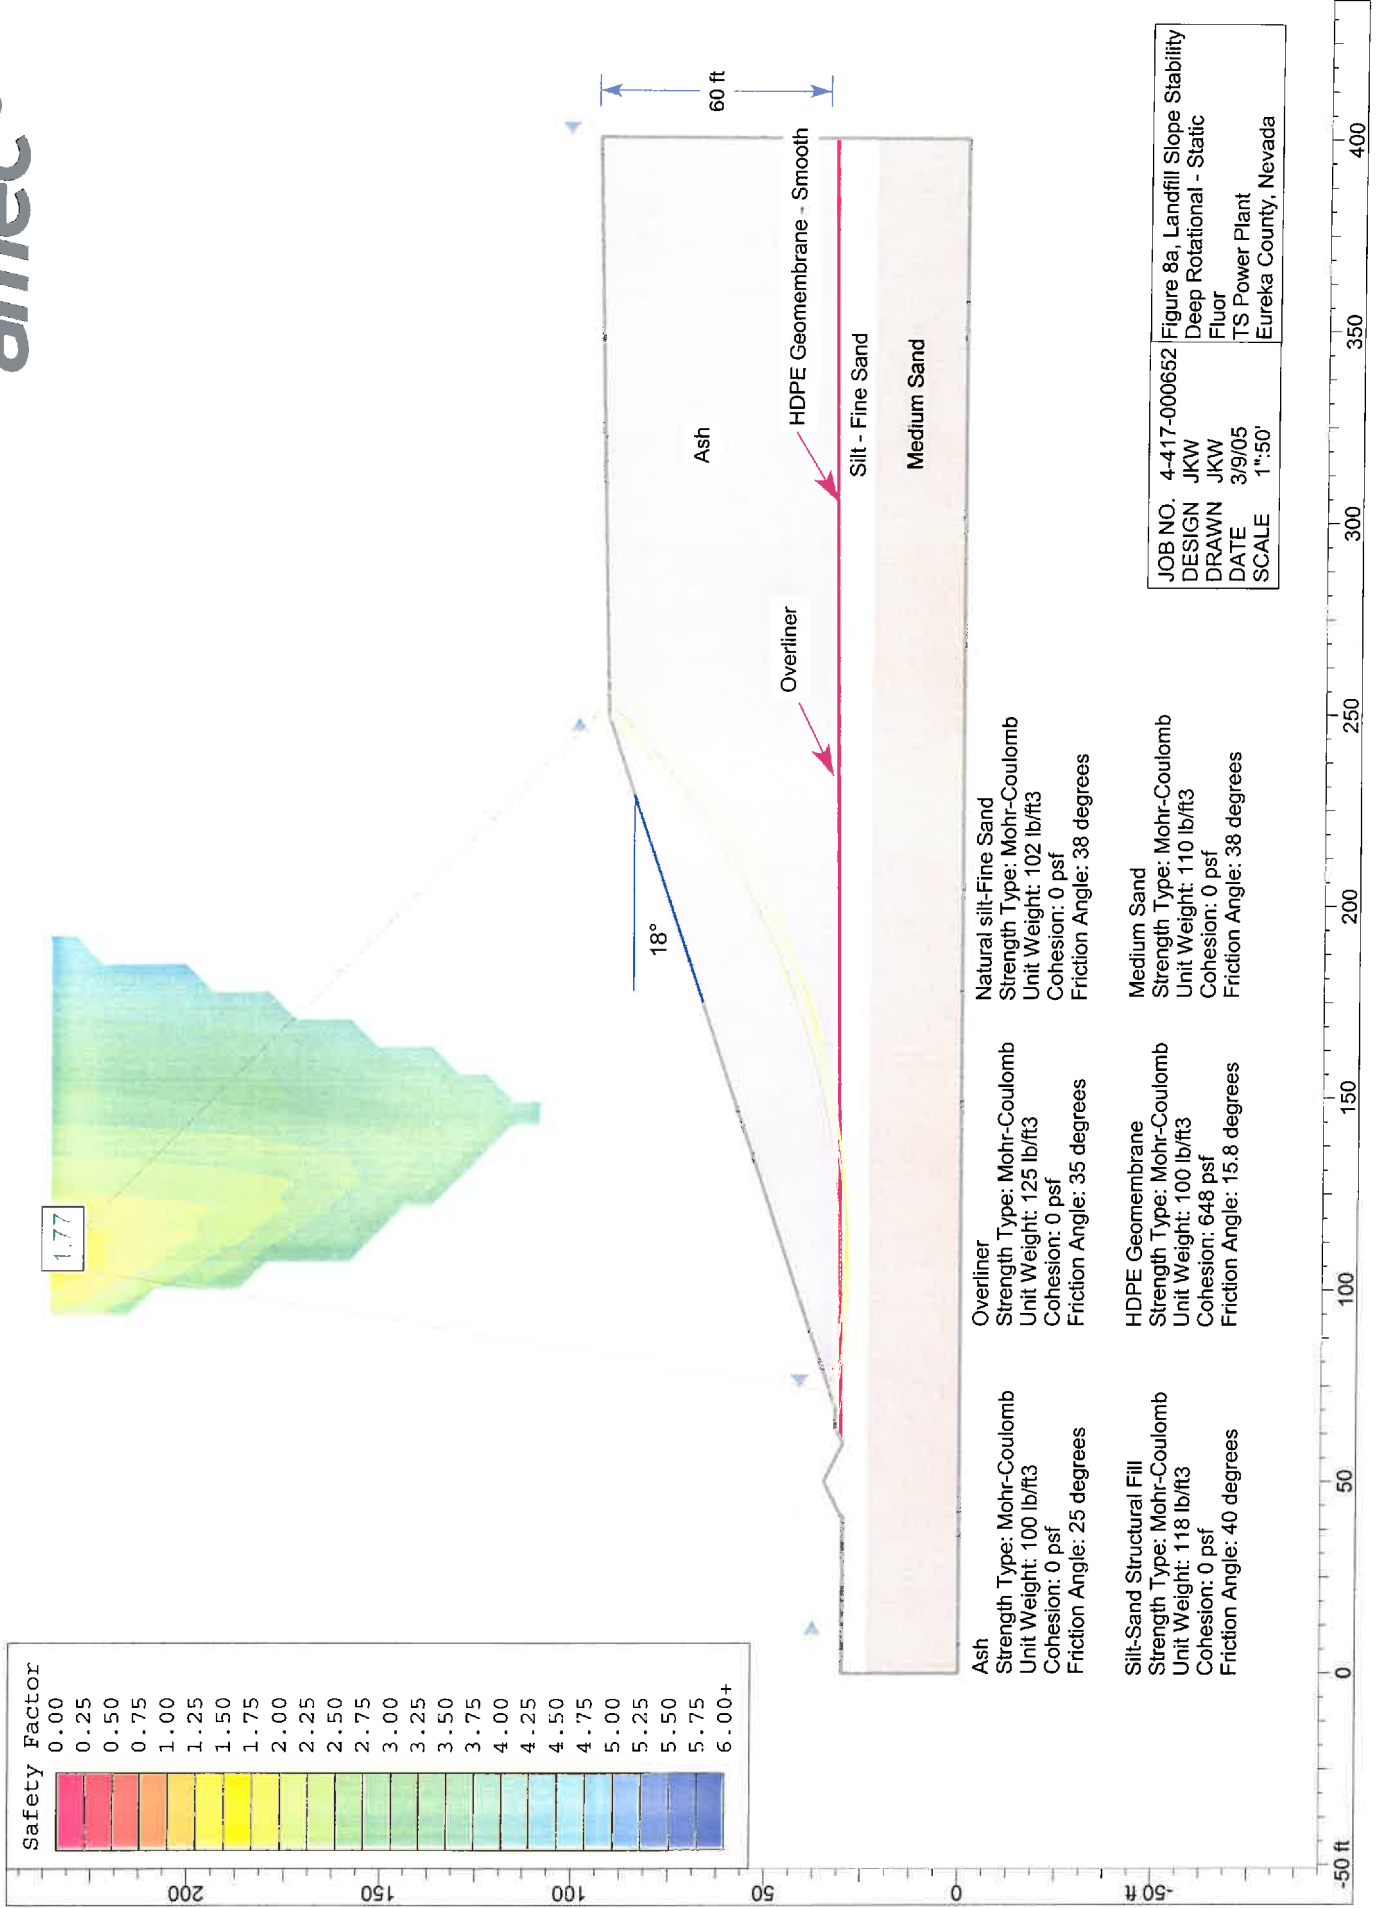 amec
Safety Factor
0.00
0.25
0.50
0.75
1.00
1.25
1.50
1.75
2.00
2.25
2.50
2.75
3.00
3.25
3.50
3.75
4.00
4.25
4.50
4.75
5.00
5.25
5.50
5.75
6.00+
1.77
18°
Ash
60 ft
Overliner
HDPE Geomembrane - Smooth
Silt - Fine Sand
Medium Sand
Ash
Strength Type: Mohr-Coulomb
Unit Weight: 100 lb/ft3
Cohesion: 0 psf
Friction Angle: 25 degrees
Overliner
Strength Type: Mohr-Coulomb
Unit Weight: 125 lb/ft3
Cohesion: 0 psf
Friction Angle: 35 degrees
Natural silt-Fine Sand
Strength Type: Mohr-Coulomb
Unit Weight: 102 lb/ft3
Cohesion: 0 psf
Friction Angle: 38 degrees
Silt-Sand Structural Fill
Strength Type: Mohr-Coulomb
Unit Weight: 118 lb/ft3
Cohesion: 0 psf
Friction Angle: 40 degrees
HDPE Geomembrane
Strength Type: Mohr-Coulomb
Unit Weight: 100 lb/ft3
Cohesion: 648 psf
Friction Angle: 15.8 degrees
Medium Sand
Strength Type: Mohr-Coulomb
Unit Weight: 110 lb/ft3
Cohesion: 0 psf
Friction Angle: 38 degrees
JOB NO. 4-417-000652
DESIGN JKW
DRAWN JKW
DATE 3/9/05
SCALE 1":50'
Figure 8a, Landfill Slope Stability
Deep Rotational - Static
Fluor
TS Power Plant
Eureka County, Nevada
200
150
100
50
0
-50 ft
-50 ft
0
50
100
150
200
250
300
350
400